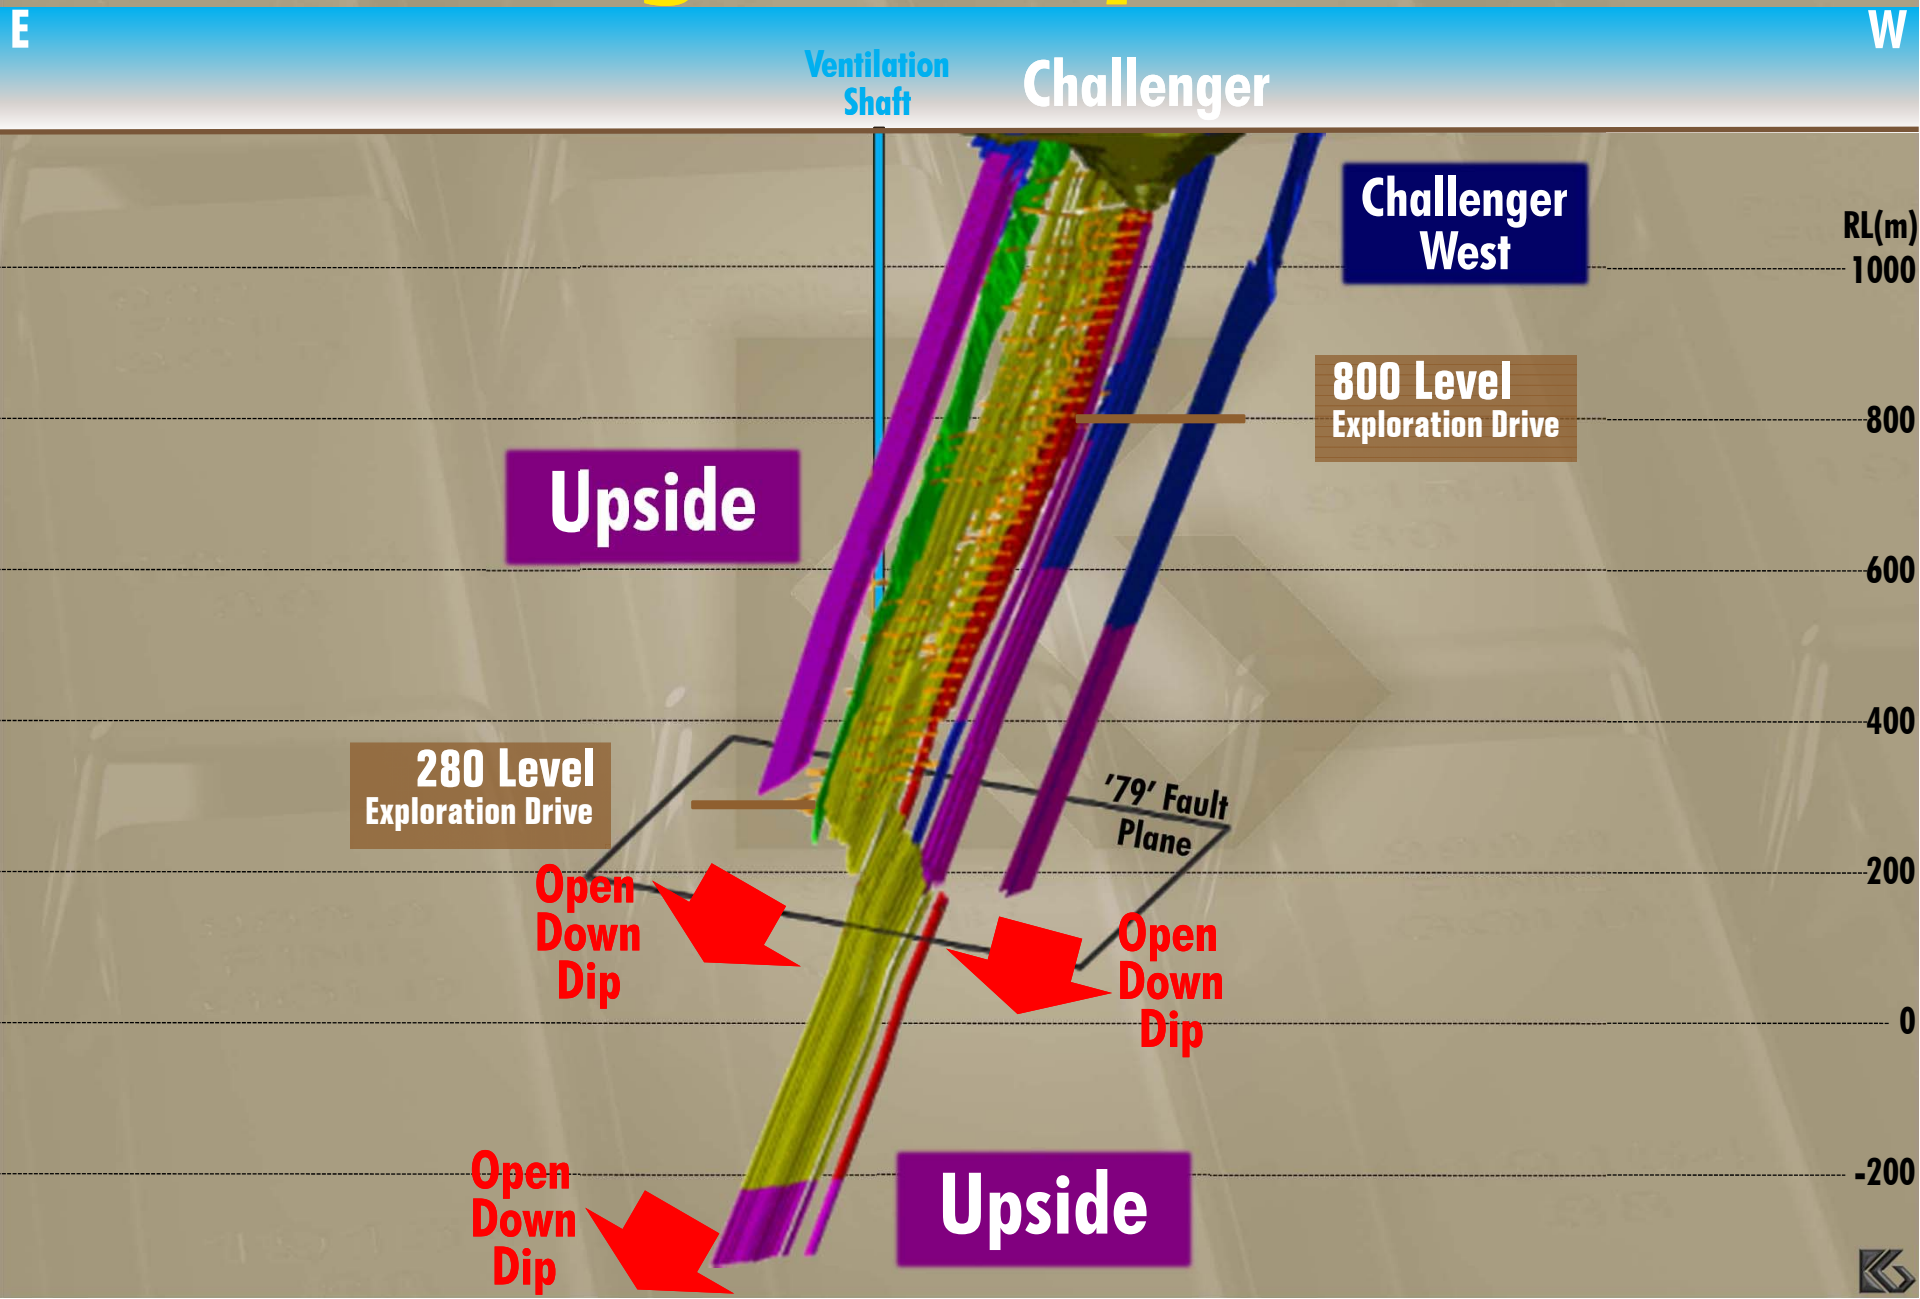 E
W
Ventilation
Shaft
Challenger
Challenger
West
RL(m)
1000
800 Level
Exploration Drive
800
Upside
600
400
280 Level
Exploration Drive
'79' Fault
Plane
200
Open
Down
Dip
Open
Down
Dip
0
-200
Open
Down
Dip
Upside